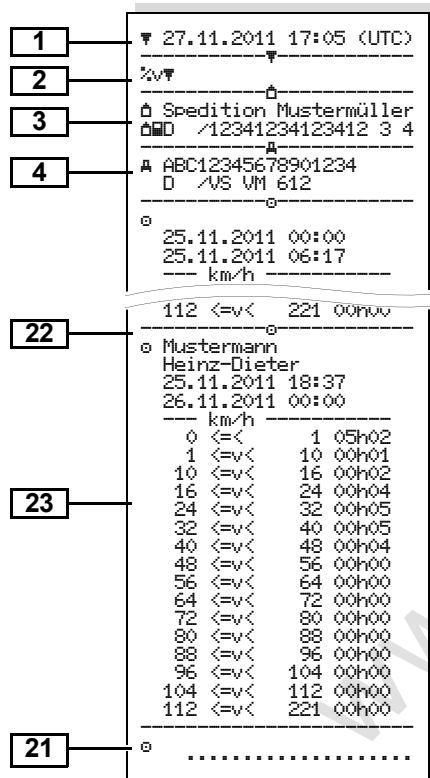 1
▼ 27.11.2011 17:05 (UTC)
2
%v▼
3
Spedition Mustermüller
D /12341234123412 3 4
4
A ABC12345678901234
D /VS VM 612
25.11.2011 00:00
25.11.2011 06:17
--- km/h ---
112 <=v< 221 00h00
22
Mustermann
Heinz-Dieter
25.11.2011 18:37
26.11.2011 00:00
--- km/h ---
0 <=< 1 05h02
1 <=v< 10 00h01
10 <=v< 16 00h02
23
16 <=v< 24 00h04
24 <=v< 32 00h05
32 <=v< 40 00h05
40 <=v< 48 00h04
48 <=v< 56 00h00
56 <=v< 64 00h00
64 <=v< 72 00h00
72 <=v< 80 00h00
80 <=v< 88 00h00
88 <=v< 96 00h00
96 <=v< 104 00h00
104 <=v< 112 00h00
112 <=v< 221 00h00
21
...................